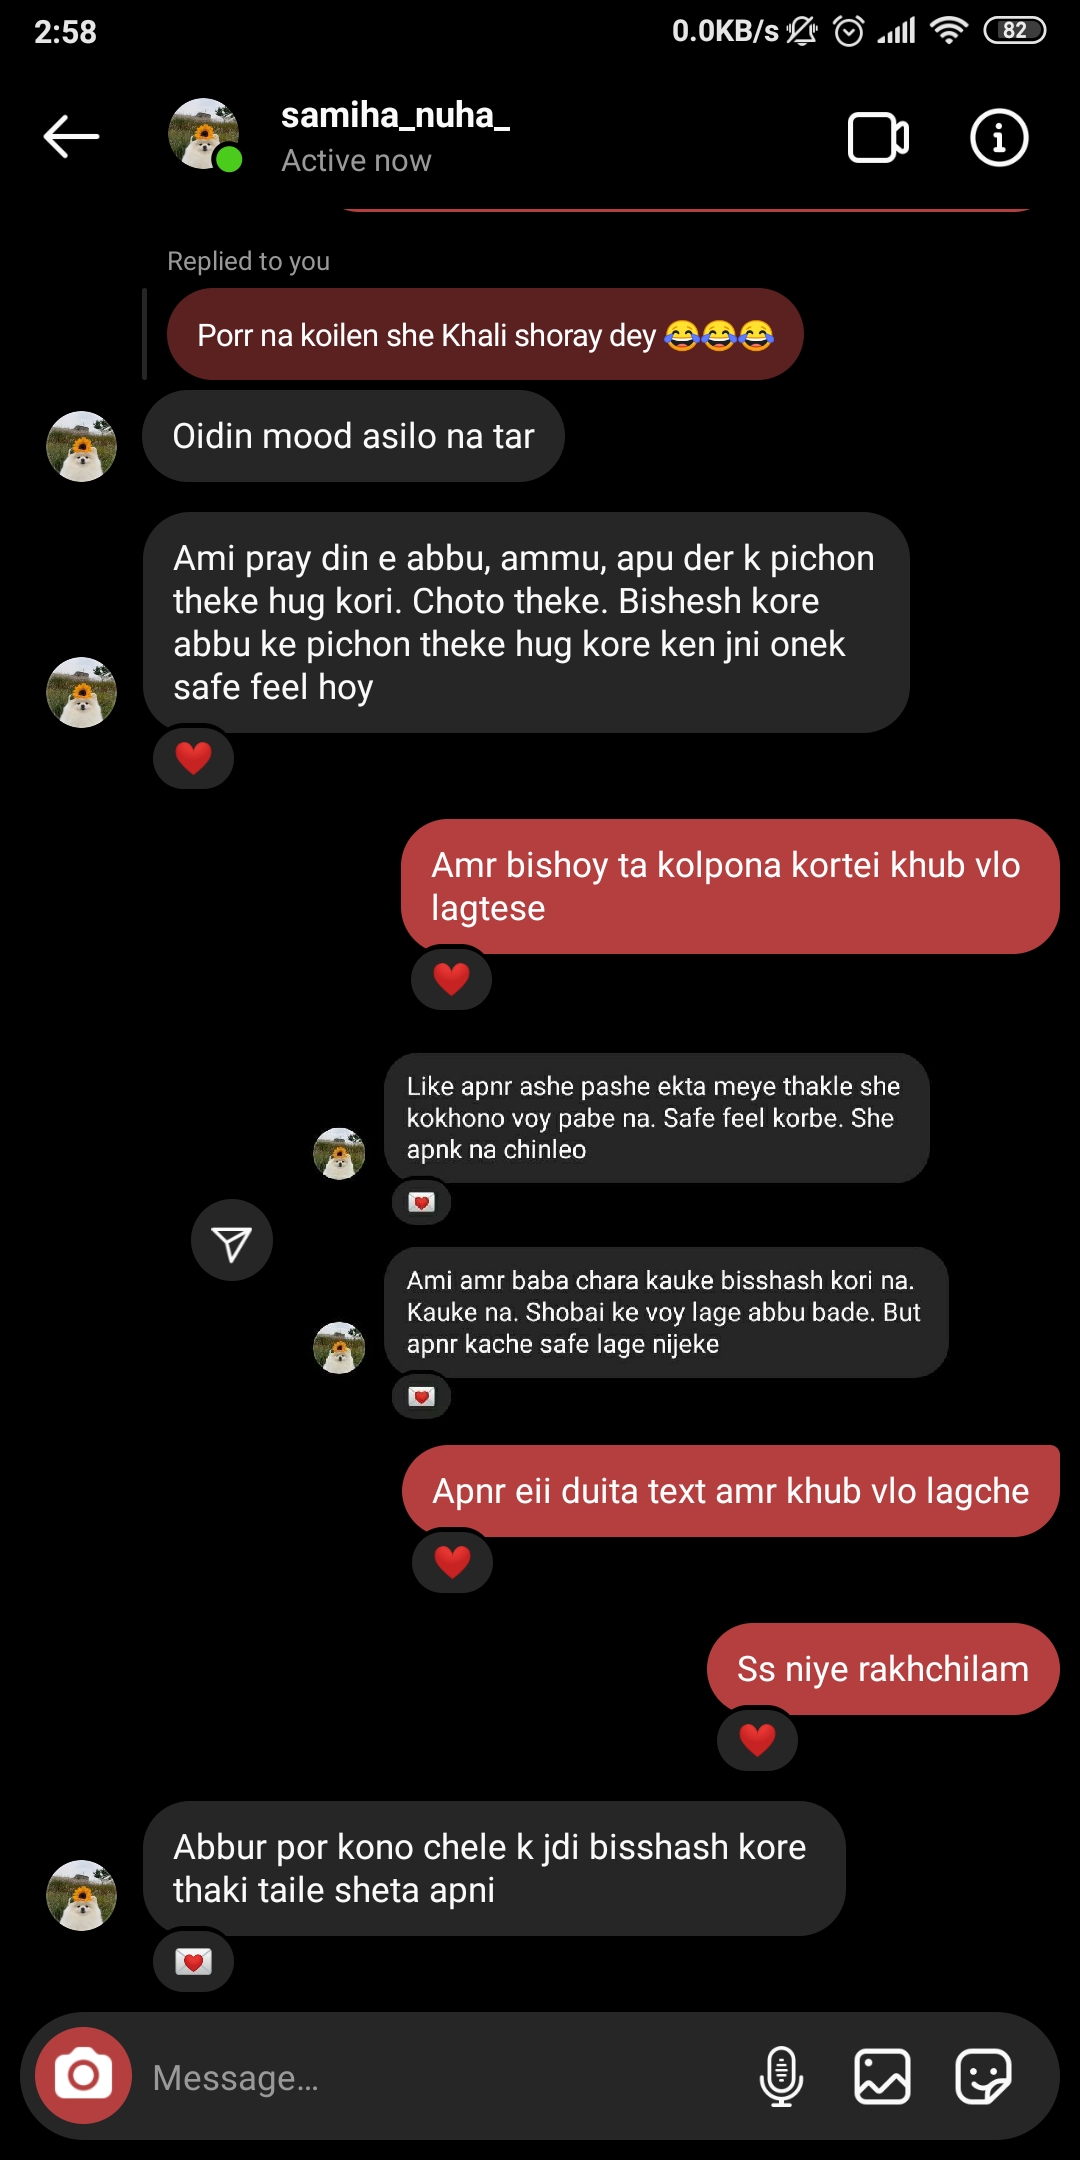 2:58
0.0KB/s
82
samiha_nuha_
Active now
Replied to you
Porr na koilen she Khali shoray dey 😂😂😂
Oidin mood asilo na tar
Ami pray din e abbu, ammu, apu der k pichon
theke hug kori. Choto theke. Bishesh kore
abbu ke pichon theke hug kore ken jni onek
safe feel hoy
Amr bishoy ta kolpona kortei khub vlo
lagtese
Like apnr ashe pashe ekta meye thakle she
kokhono voy pabe na. Safe feel korbe. She
apnk na chinleo
Ami amr baba chara kauke bisshash kori na.
Kauke na. Shobai ke voy lage abbu bade. But
apnr kache safe lage nijeke
Apnr eii duita text amr khub vlo lagche
Ss niye rakhchilam
Abbur por kono chele k jdi bisshash kore
thaki taile sheta apni
Message...